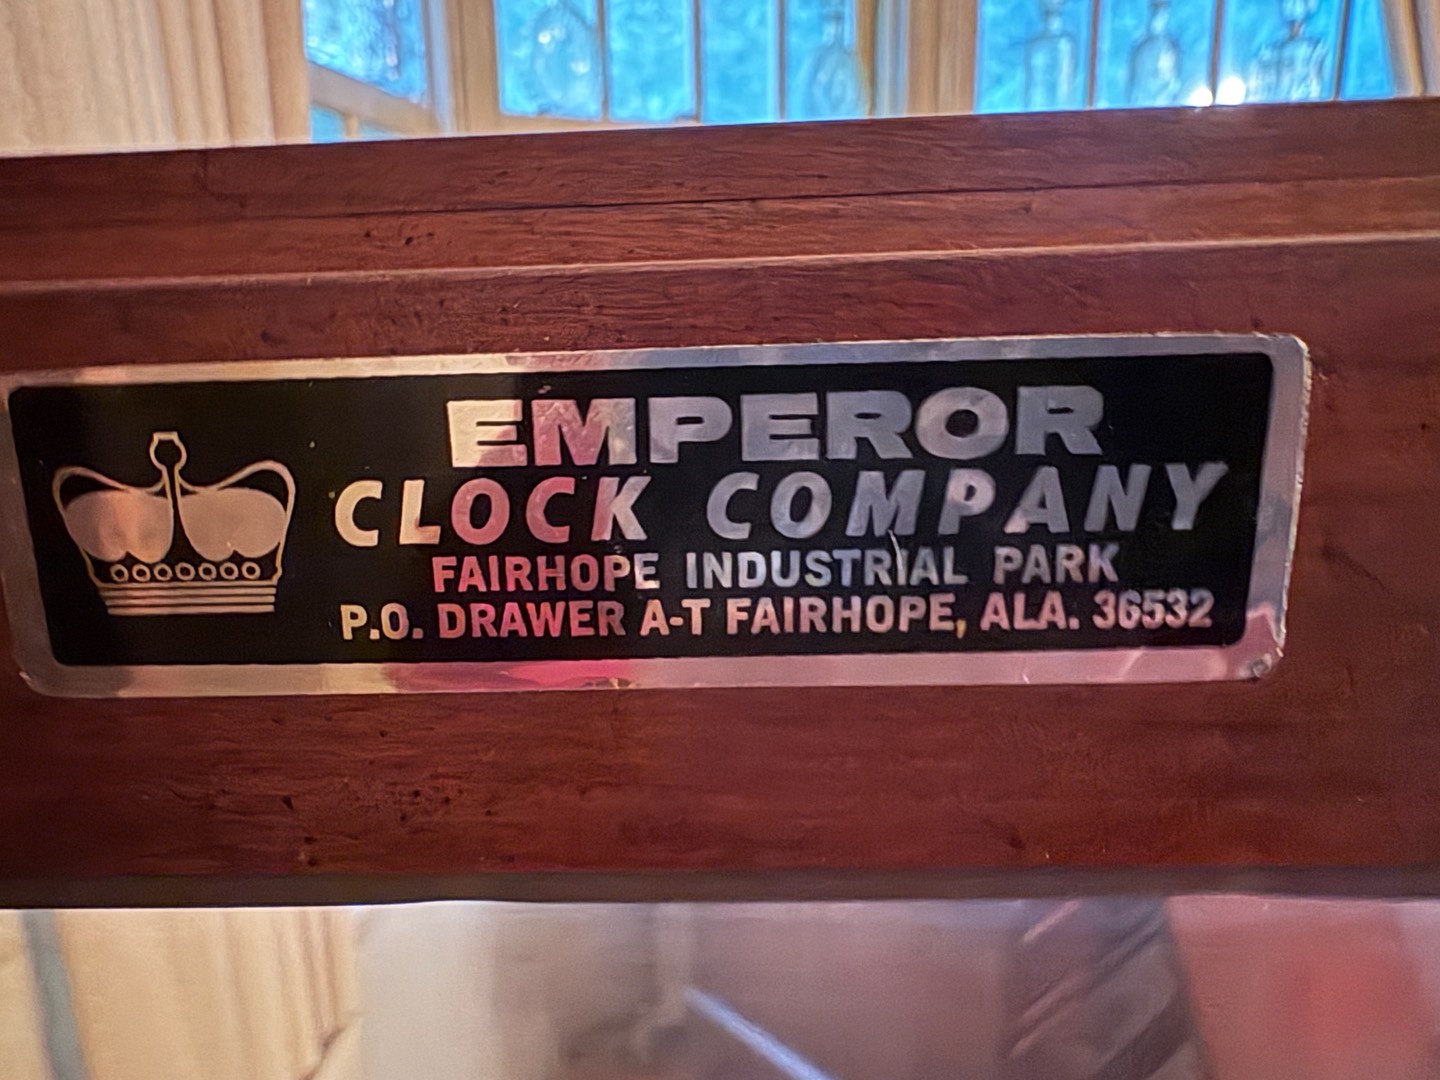 EMPEROR
CLOCK COMPANY
FAIRHOPE INDUSTRIAL PARK
P.O. DRAWER A-T FAIRHOPE, ALA. 36532